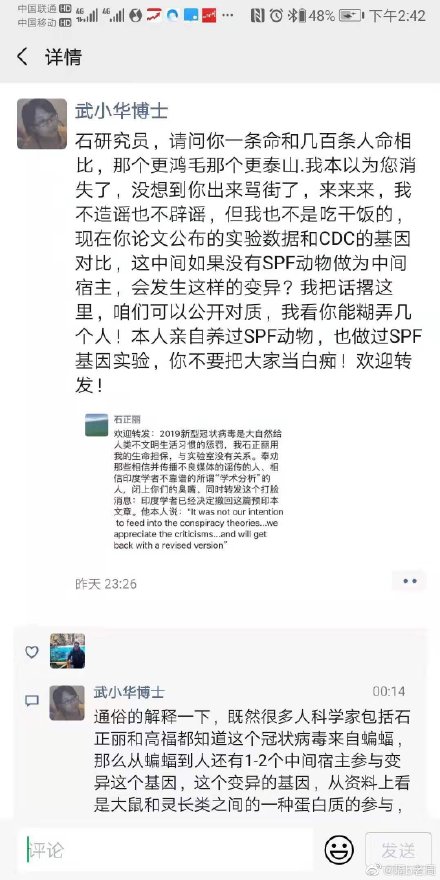 中国联通 HD
中国移动 HD
4G
4G
48%
下午2:42
详情
武小华博士
石研究员，请问你一条命和几百条人命相
比，那个更鸿毛那个更泰山.我本以为您消
失了，没想到你出来骂街了，来来来，我
不造谣也不辟谣，但我也不是吃干饭的，
现在你论文公布的实验数据和CDC的基因
对比，这中间如果没有SPF动物做为中间
宿主，会发生这样的变异？我把话撂这
里，咱们可以公开对质，我看你能糊弄几
个人！本人亲自养过SPF动物，也做过SPF
基因实验，你不要把大家当白痴！欢迎转
发！
石正丽
欢迎转发：2019新型冠状病毒是大自然给
人类不文明生活习惯的惩罚，我石正丽用
我的生命担保，与实验室没有关系。奉劝
那些相信并传播不良媒体的谣传的人、相
信印度学者不靠谱的所谓“学术分析”的
人，闭上你们的臭嘴。同时转发这个打脸
消息：印度学者已经决定撤回这篇预印本
文章。他本人说：“It was not our intention
to feed into the conspiracy theories...we
appreciate the criticisms...and will get
back with a revised version”
昨天 23:26
武小华博士
00:14
通俗的解释一下，既然很多人科学家包括石
正丽和高福都知道这个冠状病毒来自蝙蝠，
那么从蝙蝠到人还有1-2个中间宿主参与变
异这个基因，这个变异的基因，从资料上看
是大鼠和灵长类之间的一种蛋白质的参与，
评论
发送